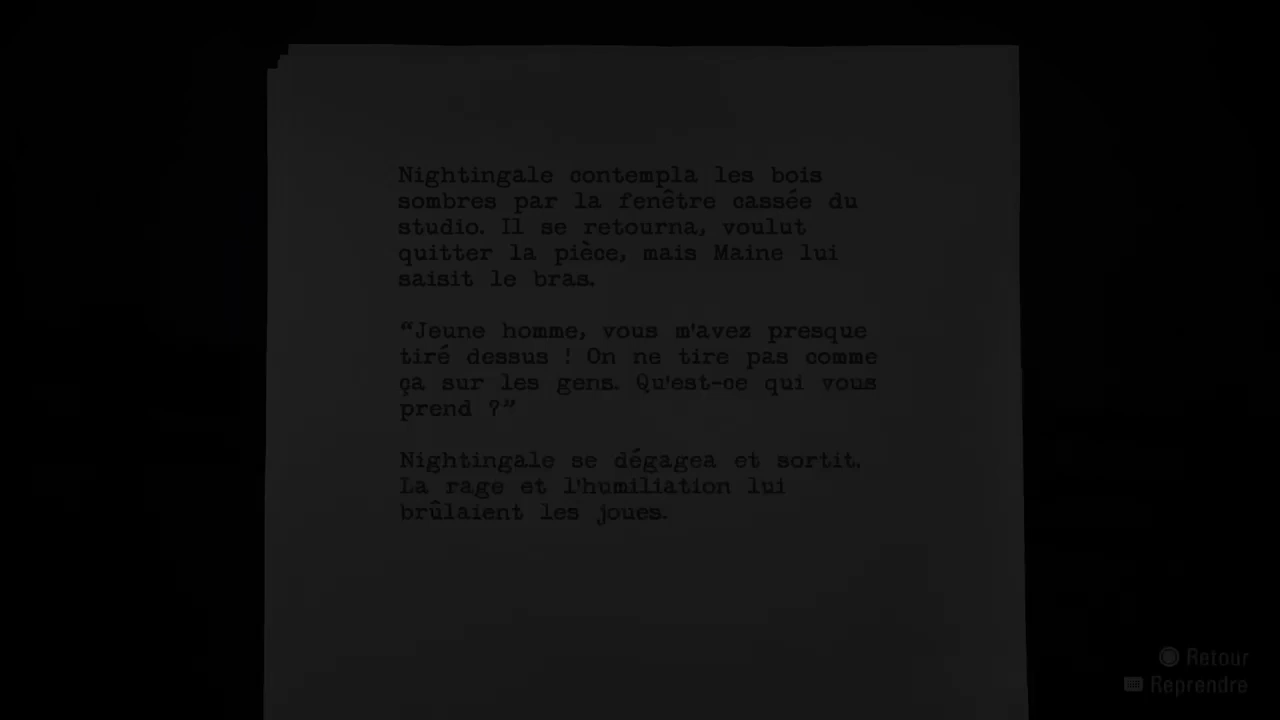 Nightingale contempla les bois
sombres par la fenêtre cassée du
studio. Il se retourna, voulut
quitter la pièce, mais Maine lui
saisit le bras.
“Jeune homme, vous m'avez presque
tiré dessus ! On ne tire pas comme
ça sur les gens. Qu'est-ce qui vous
prend ?”
Nightingale se dégagea et sortit.
La rage et l'humiliation lui
brûlaient les joues.
Retour
Reprendre